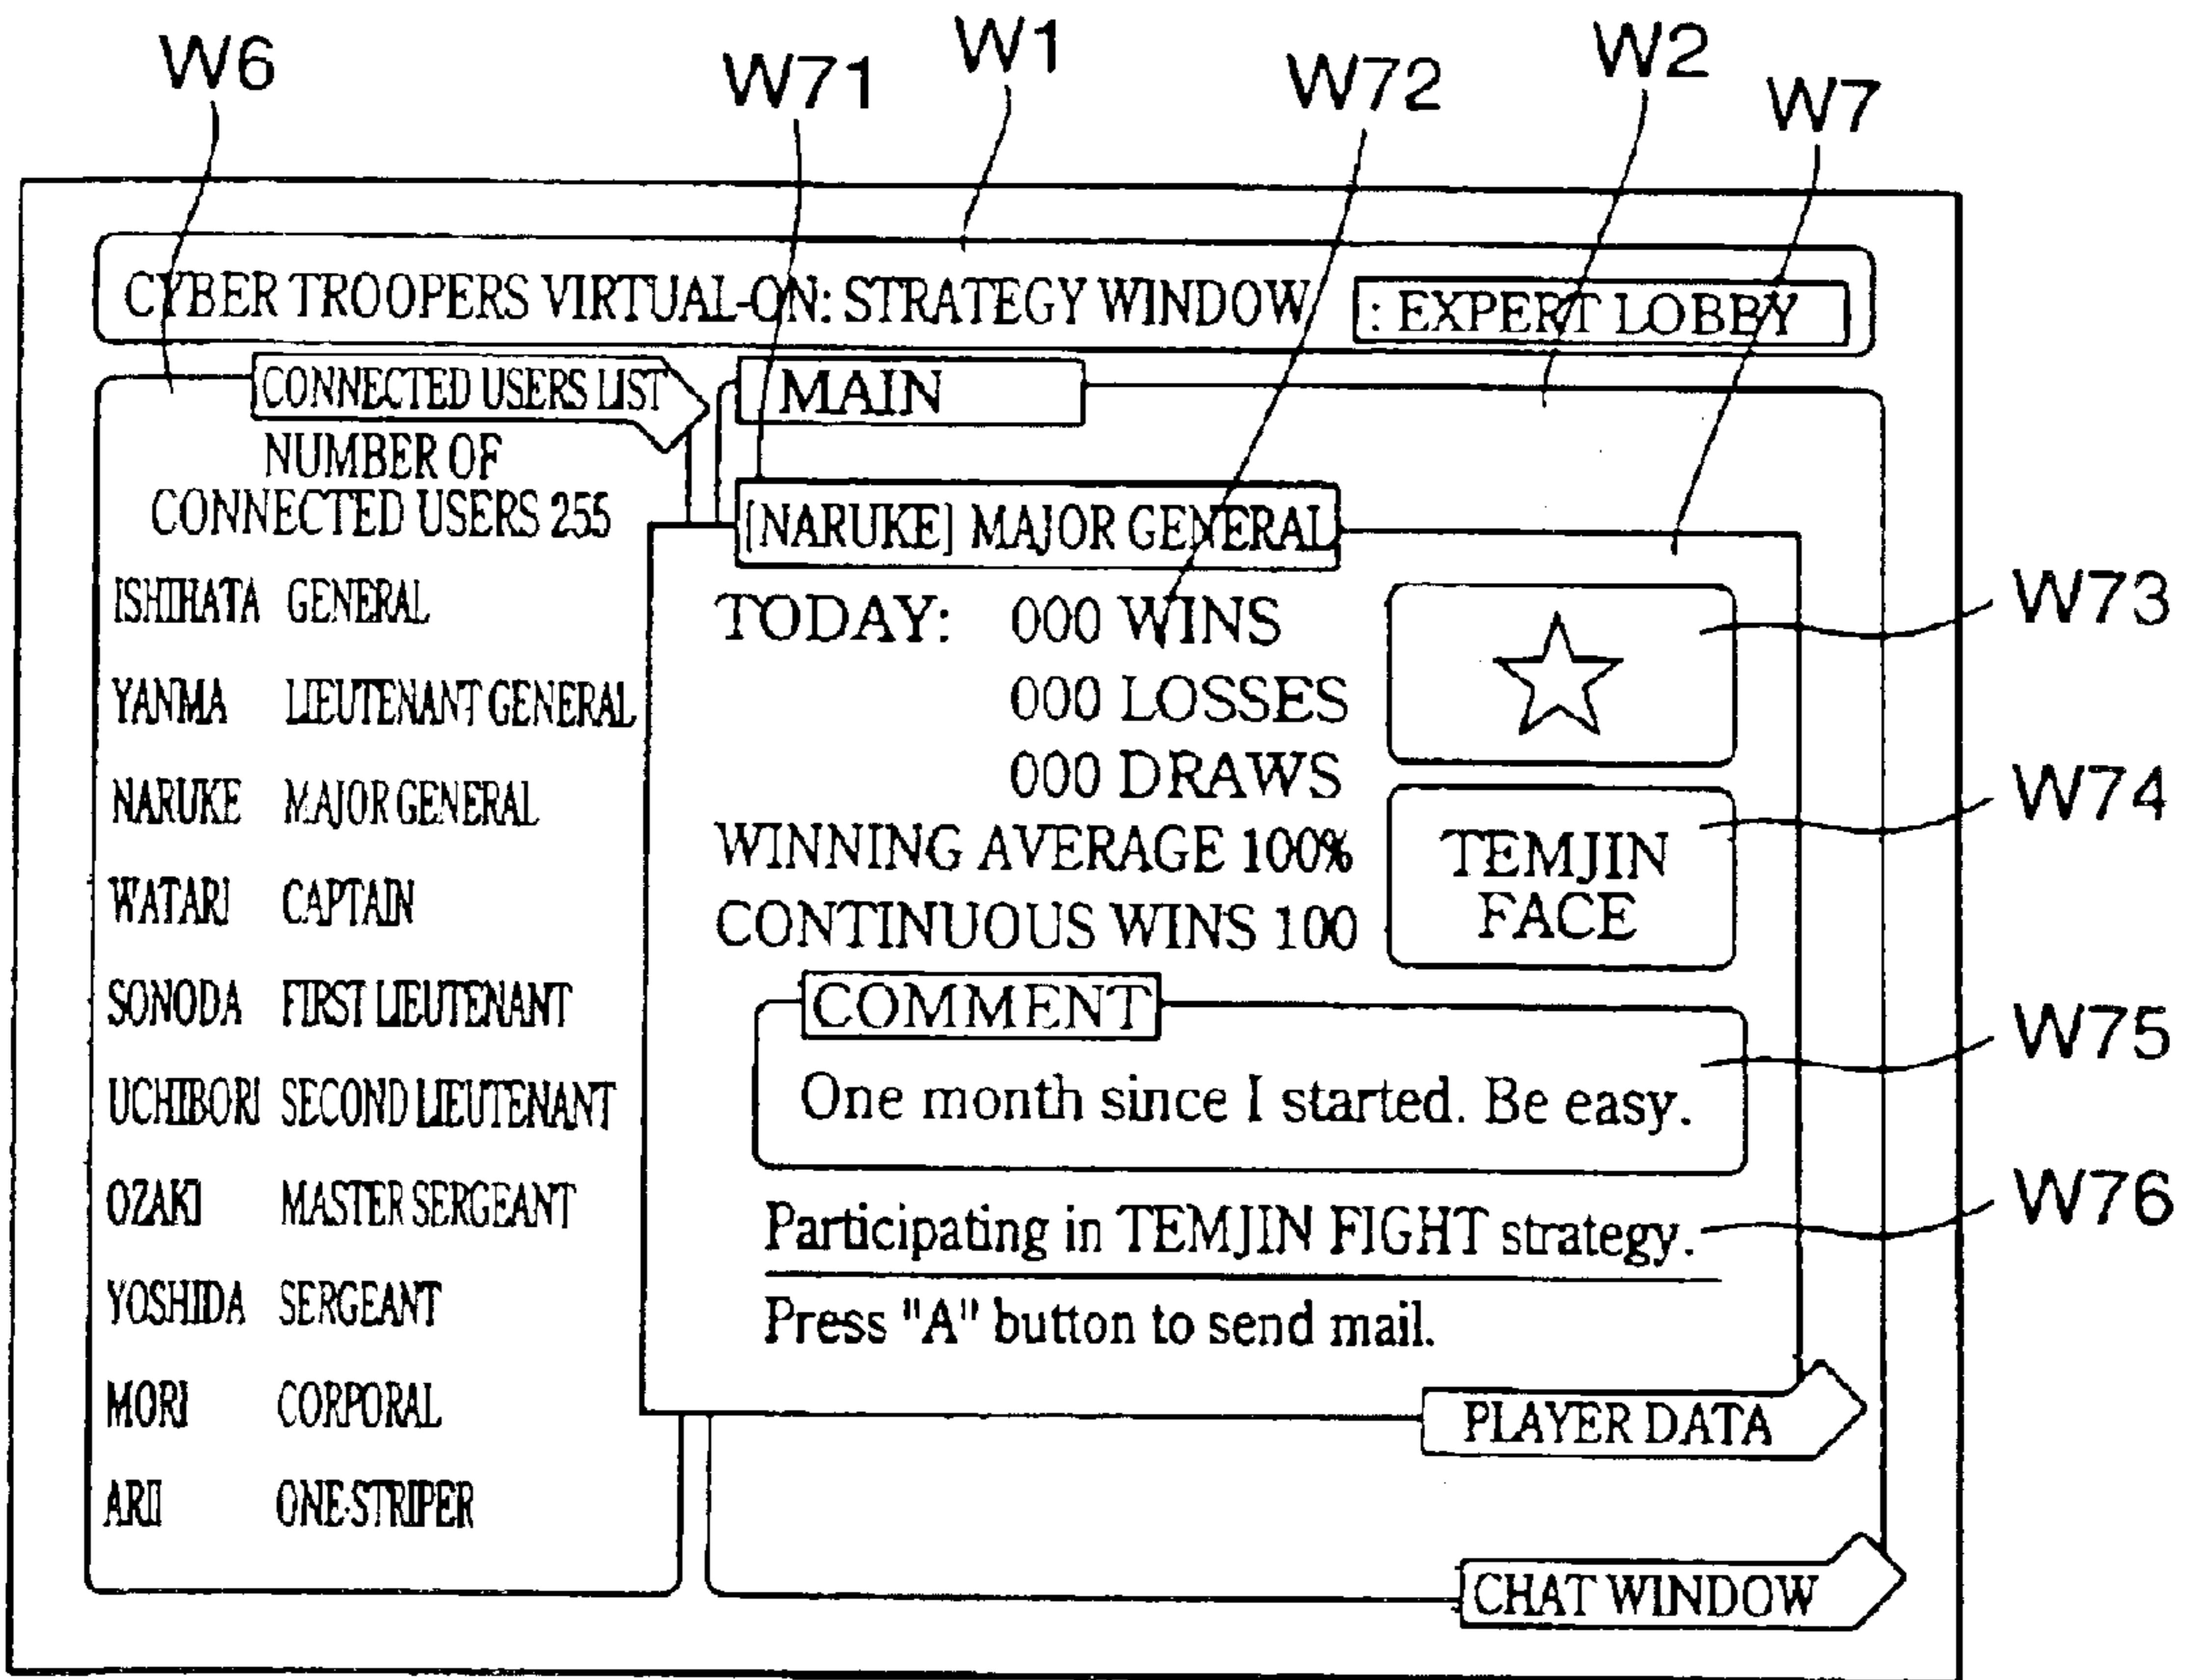 W6
W71
W1
W72
W2
W7
CYBER TROOPERS VIRTUAL-ON: STRATEGY WINDOW : EXPERT LOBBY
CONNECTED USERS LIST
NUMBER OF
CONNECTED USERS 255
ISHIHATA GENERAL
YANMA LIEUTENANT GENERAL
NARUKE MAJOR GENERAL
WATARI CAPTAIN
SONODA FIRST LIEUTENANT
UCHIBORI SECOND LIEUTENANT
OZAKI MASTER SERGEANT
YOSHIDA SERGEANT
MORI CORPORAL
ARII ONE-STRIPER
MAIN
[NARUKE] MAJOR GENERAL
TODAY: 000 WINS
000 LOSSES
000 DRAWS
WINNING AVERAGE 100%
CONTINUOUS WINS 100
W73
TEMJIN
FACE
W74
COMMENT
One month since I started. Be easy.
W75
Participating in TEMJIN FIGHT strategy.
W76
Press "A" button to send mail.
PLAYER DATA
CHAT WINDOW